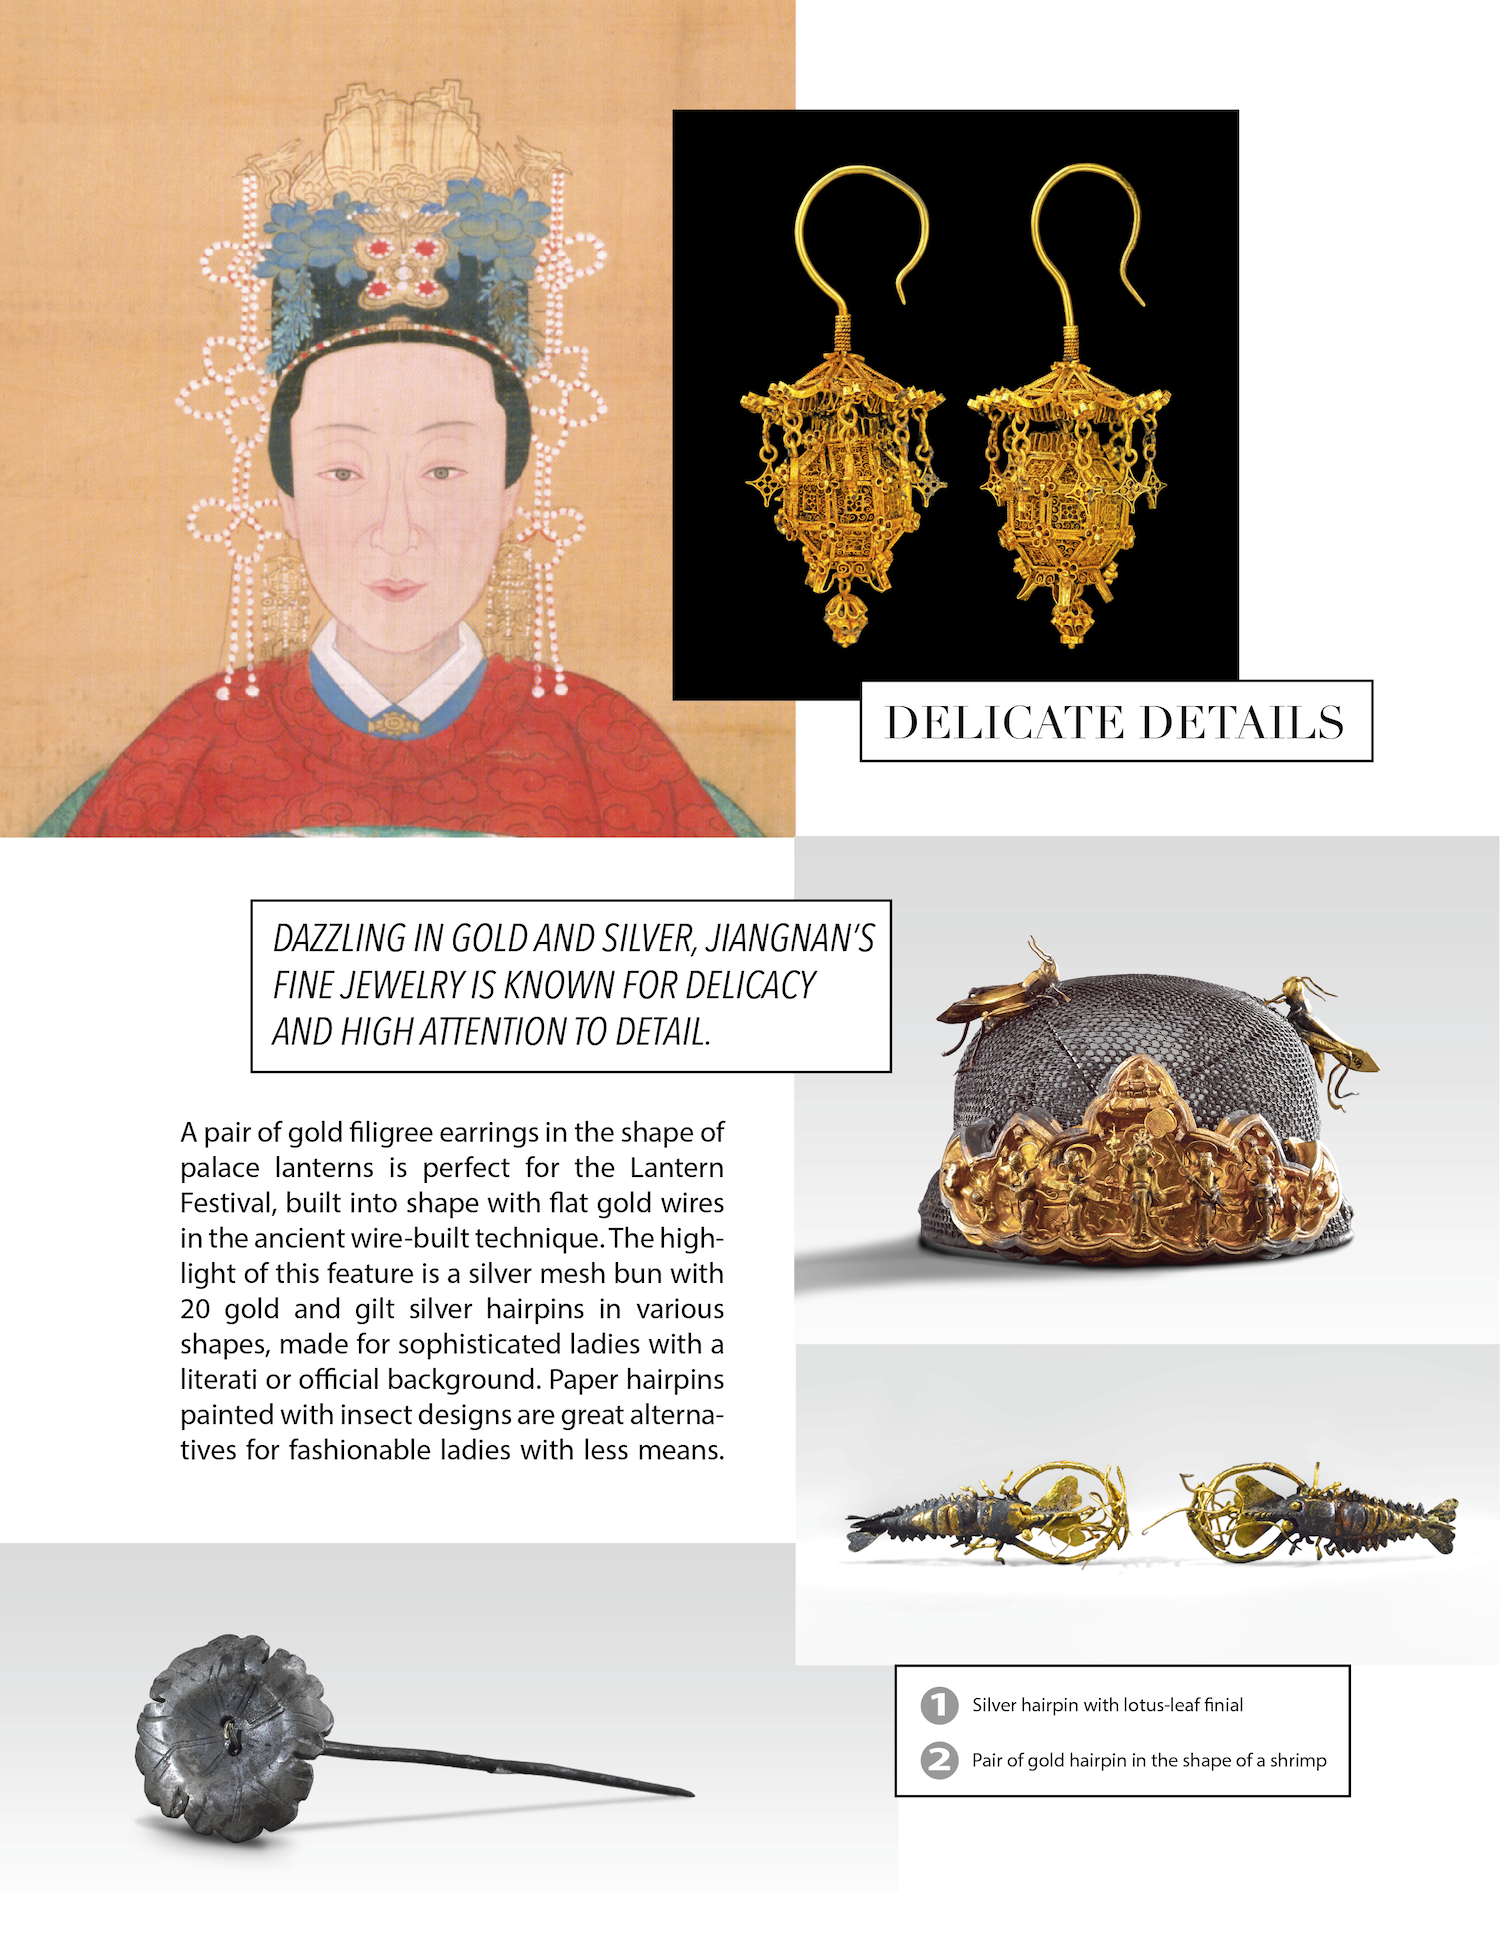 DELICATE DETAILS
DAZZLING IN GOLD AND SILVER, JIANGNAN'S
FINE JEWELRY IS KNOWN FOR DELICACY
AND HIGH ATTENTION TO DETAIL.
A pair of gold filigree earrings in the shape of
palace lanterns is perfect for the Lantern
Festival, built into shape with flat gold wires
in the ancient wire-built technique. The high-
light of this feature is a silver mesh bun with
20 gold and gilt silver hairpins in various
shapes, made for sophisticated ladies with a
literati or official background. Paper hairpins
painted with insect designs are great alterna-
tives for fashionable ladies with less means.
1 Silver hairpin with lotus-leaf finial
2 Pair of gold hairpin in the shape of a shrimp